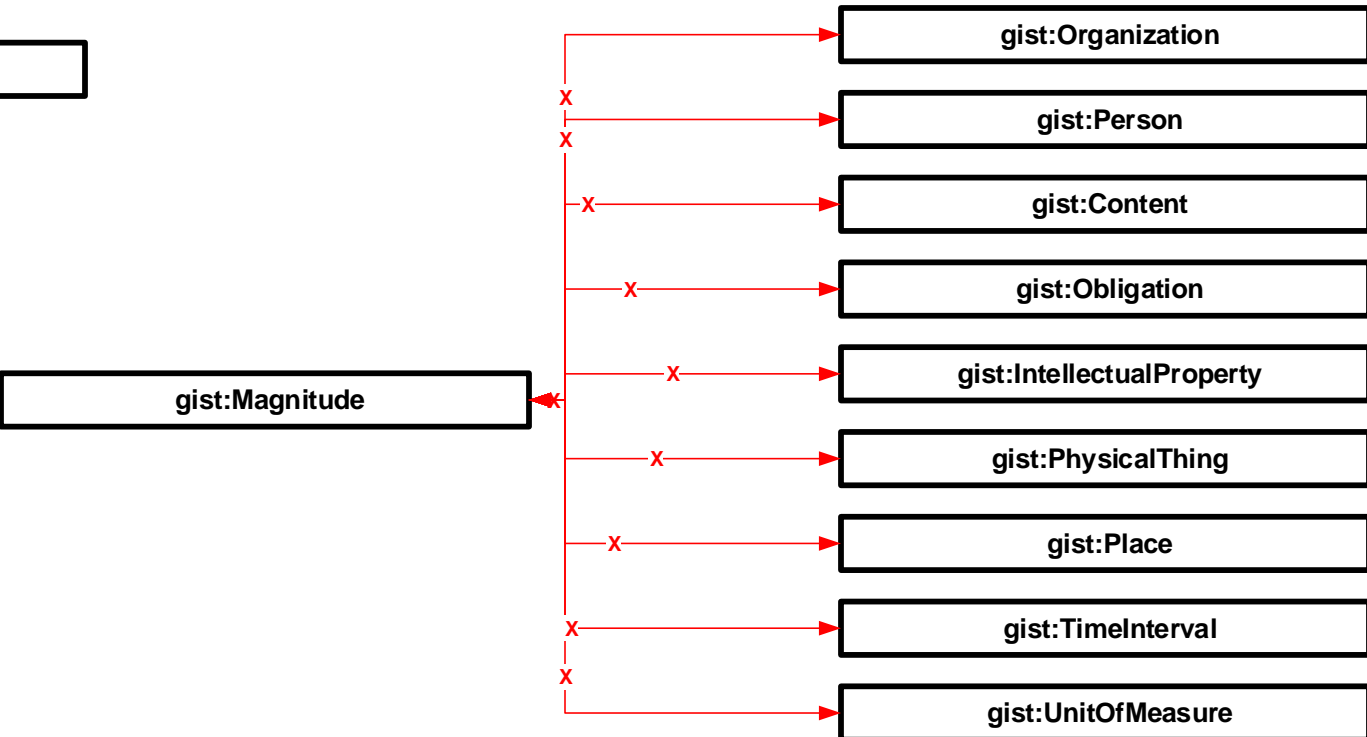 gist:Organization
X
gist:Person
X
X
gist:Content
X
gist:Obligation
X
gist:IntellectualProperty
gist:Magnitude
X
X
gist:PhysicalThing
X
gist:Place
X
gist:TimeInterval
X
gist:UnitOfMeasure